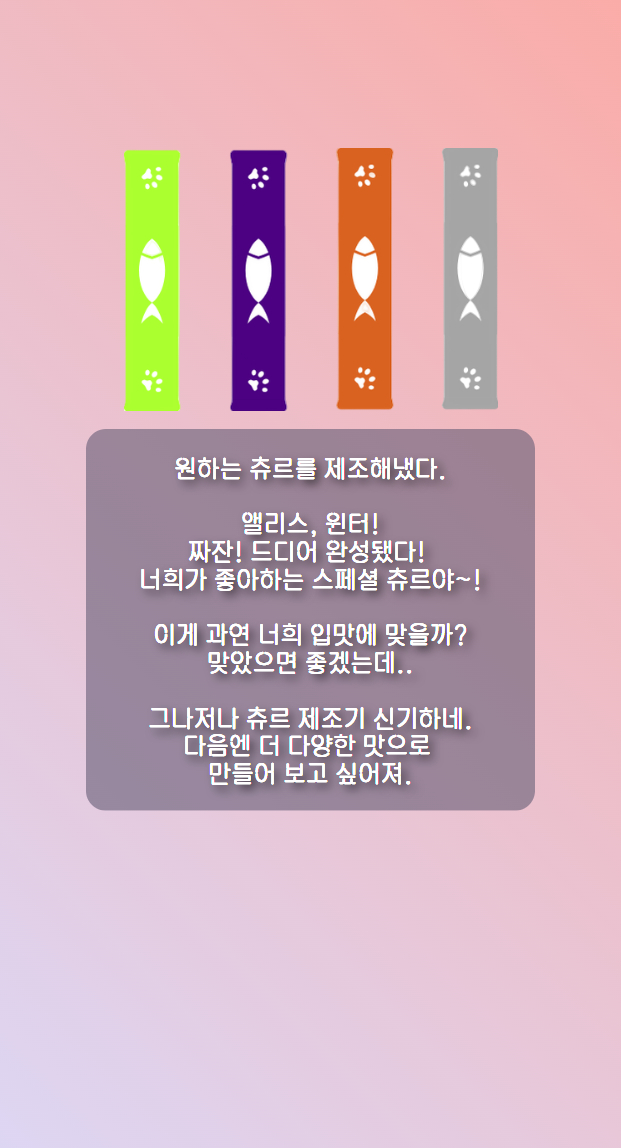 원하는 츄르를 제조해냈다.
앨리스, 윈터!
짜잔! 드디어 완성됐다!
너희가 좋아하는 스페셜 츄르야~!
이게 과연 너희 입맛에 맞을까?
맞았으면 좋겠는데..
그나저나 츄르 제조기 신기하네.
다음엔 더 다양한 맛으로
만들어 보고 싶어져.